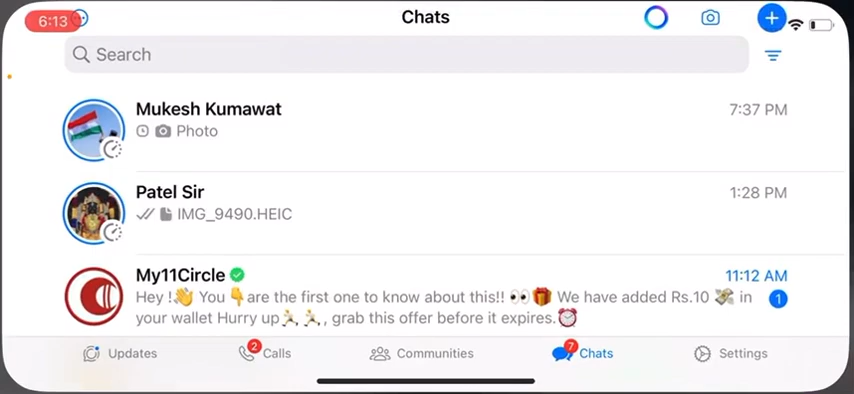 6:13
Chats
Search
Mukesh Kumawat
7:37 PM
Photo
Patel Sir
1:28 PM
IMG_9490.HEIC
My11Circle
11:12 AM
Hey !👋 You👇are the first one to know about this!! 👀🎁 We have added Rs.10 💸 in
your wallet Hurry up🏃🏃, grab this offer before it expires.⏰
1
Updates
2
Calls
Communities
7
Chats
Settings